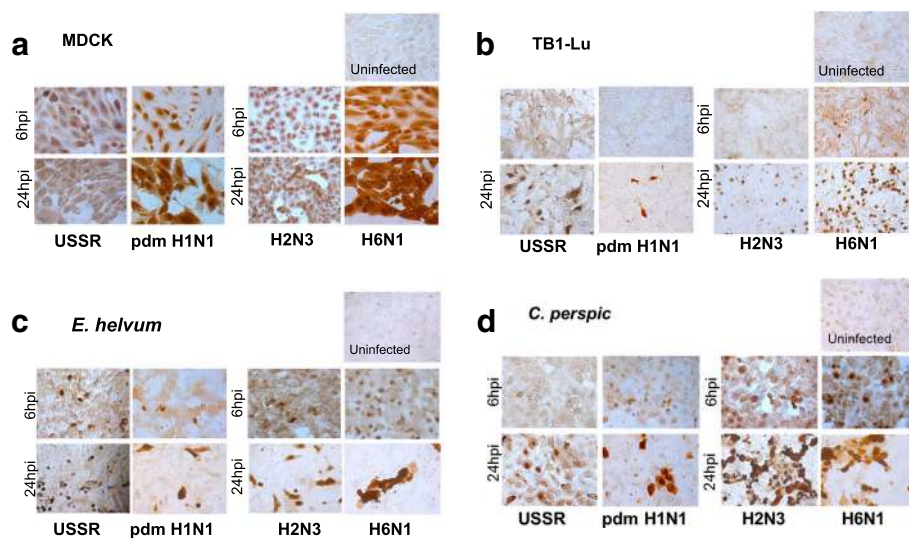 a MDCK
Uninfected
6hpi 6hpi
24hpi 24hpi
USSR pdm H1N1 H2N3 H6N1
b TB1-Lu
Uninfected
6hpi 6hpi
24hpi 24hpi
USSR pdm H1N1 H2N3 H6N1
c E. helvum
Uninfected
6hpi 6hpi
24hpi 24hpi
USSR pdm H1N1 H2N3 H6N1
d C. perspic
Uninfected
6hpi 6hpi
24hpi 24hpi
USSR pdm H1N1 H2N3 H6N1